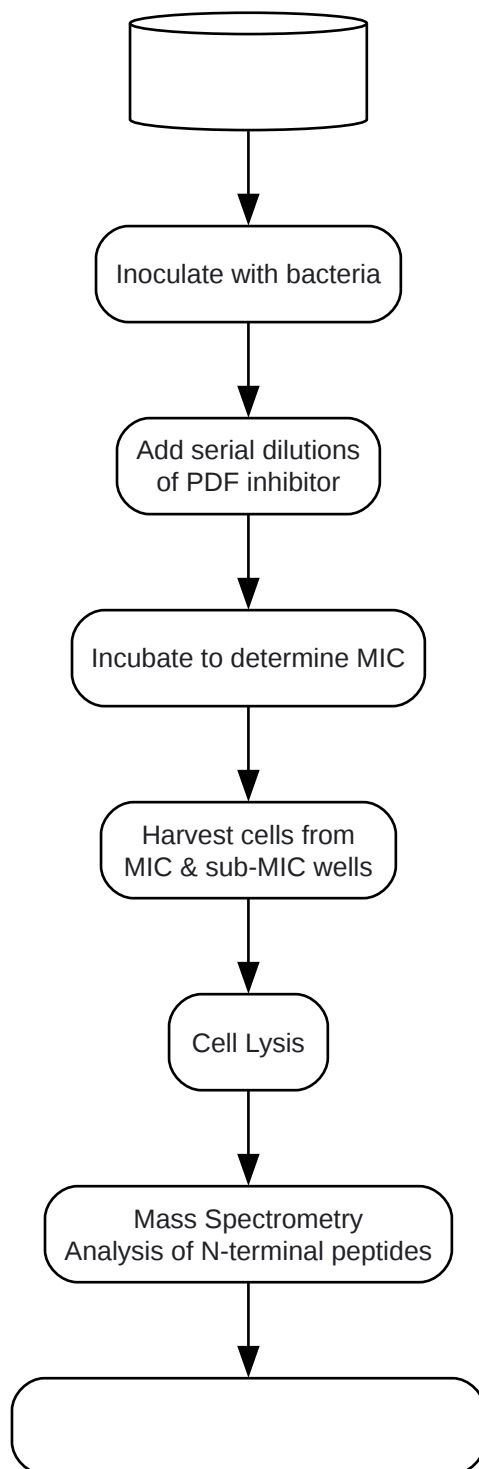 Inoculate with bacteria
Add serial dilutions
of PDF inhibitor
Incubate to determine MIC
Harvest cells from
MIC & sub-MIC wells
Cell Lysis
Mass Spectrometry
Analysis of N-terminal peptides